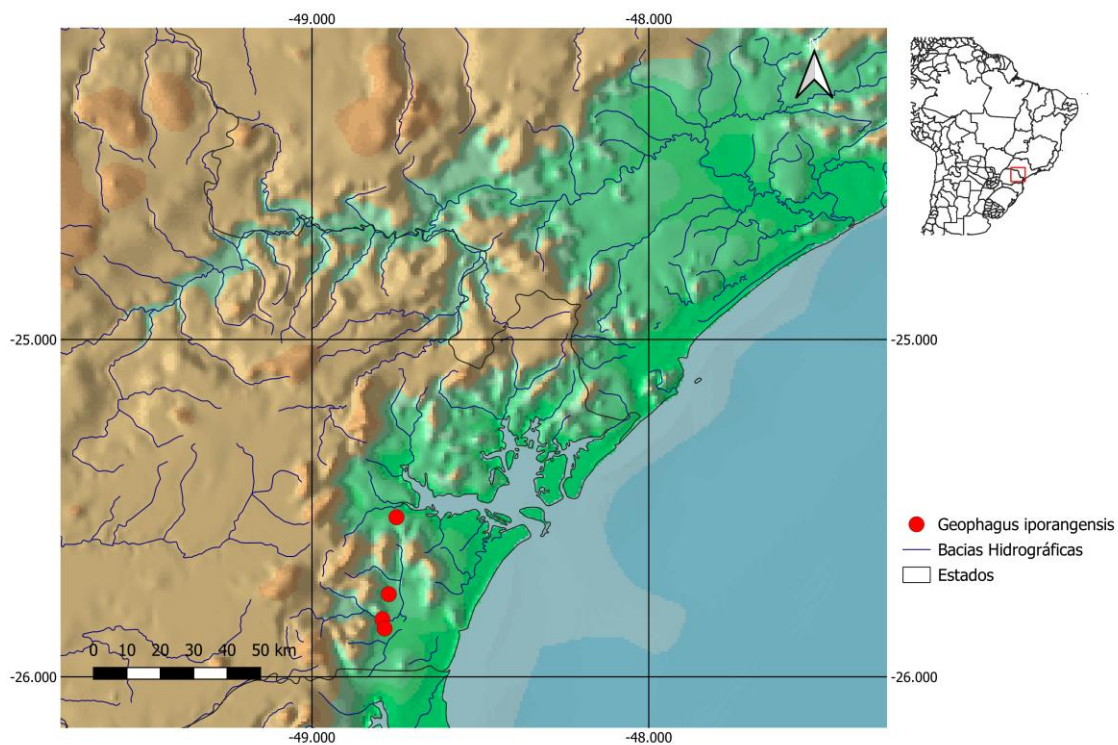 -49.000 -48.000
-25.000 -25.000
Geophagus iporangensis
Bacias Hidrográficas
Estados
0 10 20 30 40 50 km
-26.000 -26.000
-49.000 -48.000